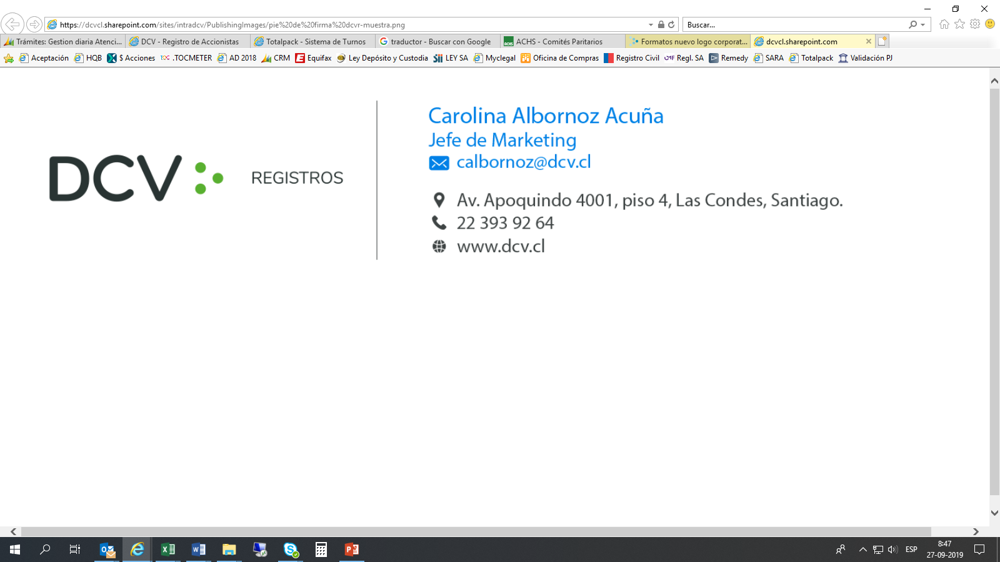 https://dcvcl.sharepoint.com/sites/intradcv/PublishingImages/pie%20de%20firma%20dcvr-muestra.png
Buscar...
Trámites: Gestion diaria Atenci...
DCV - Registro de Accionistas
Totalpack - Sistema de Turnos
traductor - Buscar con Google
ACHS - Comités Paritarios
Formatos nuevo logo corporat...
dcvcl.sharepoint.com
Aceptación
HQB
$ Acciones
.TOCMETER
AD 2018
CRM
Equifax
Ley Depósito y Custodia
LEY SA
Myclegal
Oficina de Compras
Registro Civil
Regl. SA
Remedy
SARA
Totalpack
Validación PJ
DCV REGISTROS
Carolina Albornoz Acuña
Jefe de Marketing
calbornoz@dcv.cl
Av. Apoquindo 4001, piso 4, Las Condes, Santiago.
22 393 92 64
www.dcv.cl
ESP
8:47
27-09-2019